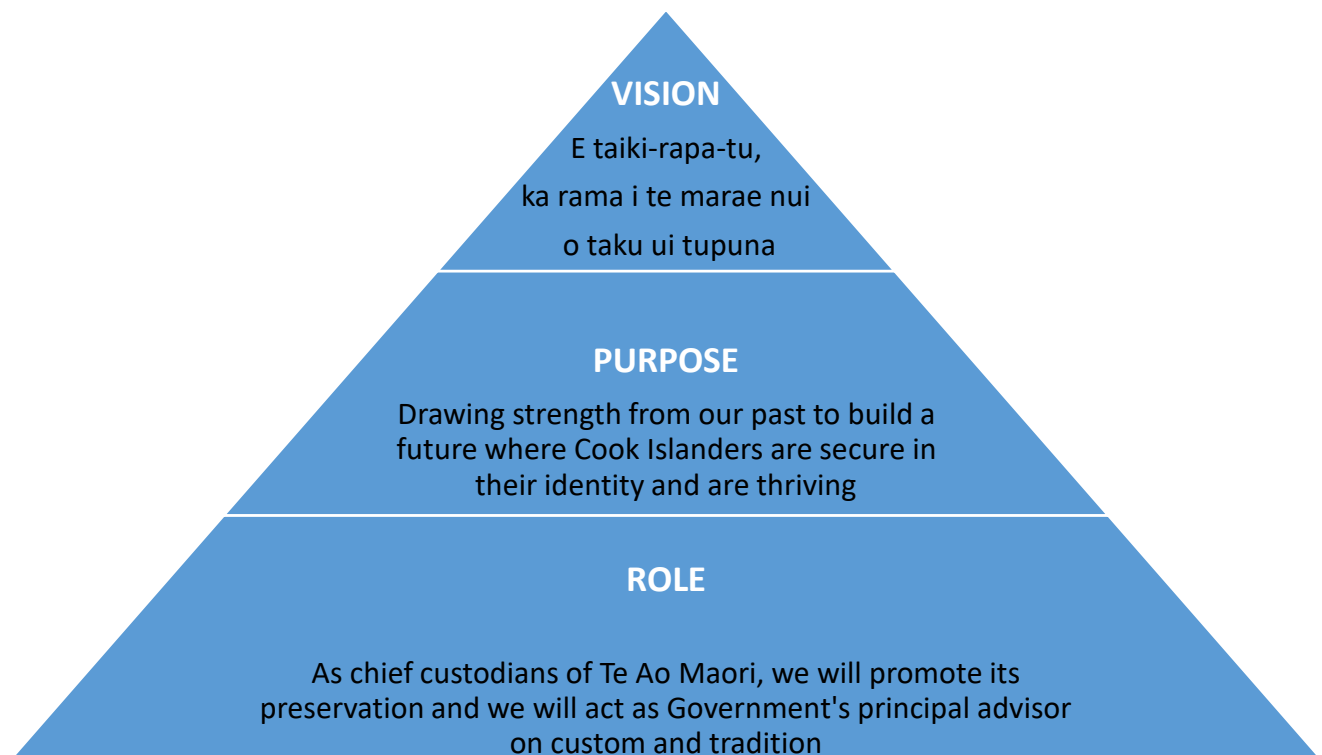 VISION
E taiki-rapa-tu,
ka rama i te marae nui
o taku ui tupuna
PURPOSE
Drawing strength from our past to build a
future where Cook Islanders are secure in
their identity and are thriving
ROLE
As chief custodians of Te Ao Maori, we will promote its
preservation and we will act as Government's principal advisor
on custom and tradition